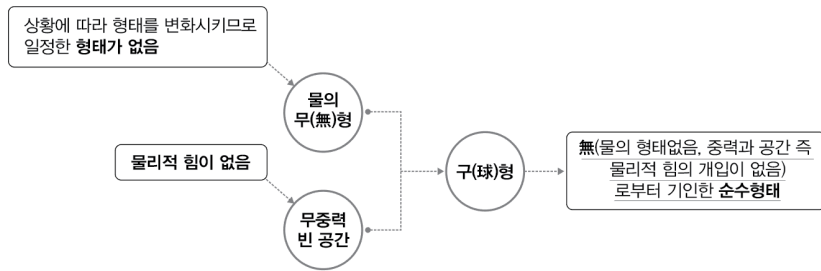 상황에 따라 형태를 변화시키므로
일정한 형태가 없음
물의
무(無)형
물리적 힘이 없음
무중력
빈 공간
구(球)형
無(물의 형태없음, 중력과 공간 즉
물리적 힘의 개입이 없음)
로부터 기인한 순수형태